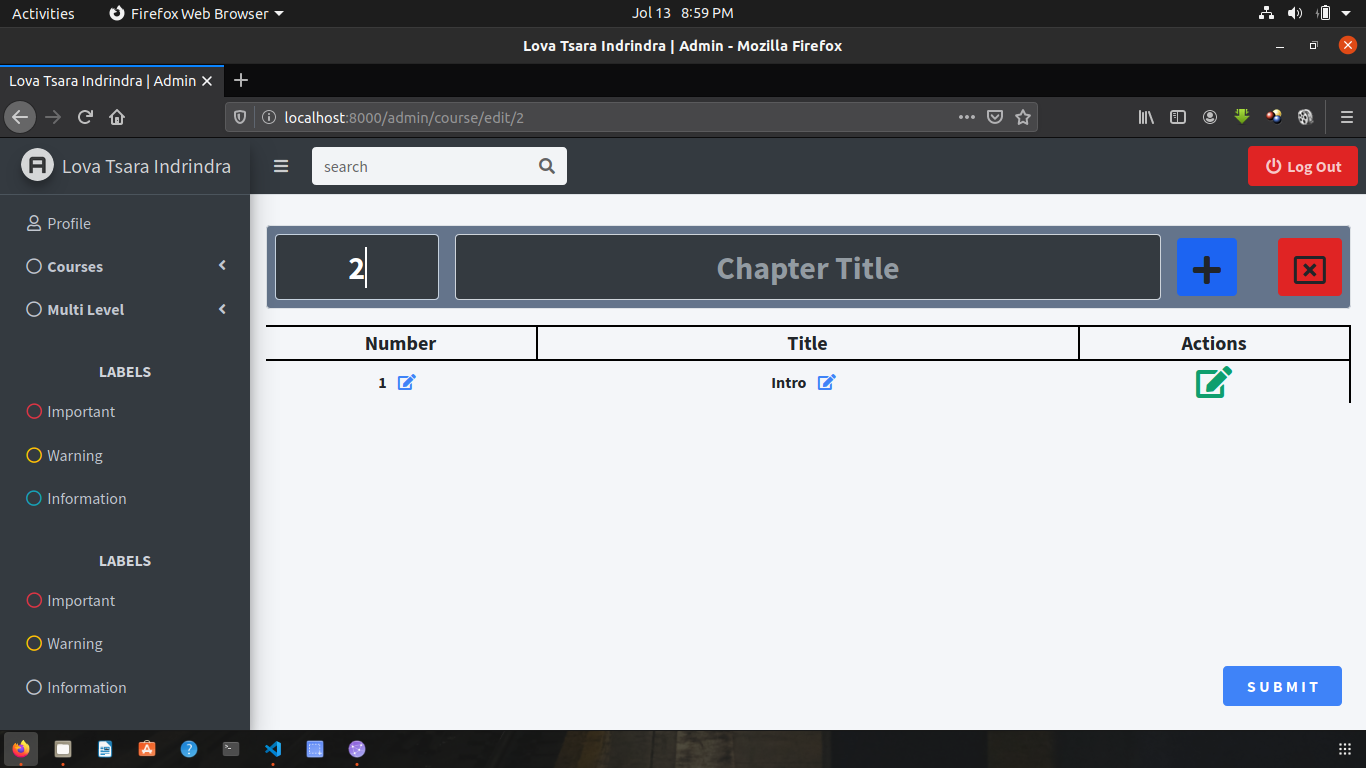 Activities
Firefox Web Browser
Jol 13 8:59 PM
Lova Tsara Indrindra | Admin - Mozilla Firefox
Lova Tsara Indrindra | Admin
localhost:8000/admin/course/edit/2
Lova Tsara Indrindra
search
Log Out
Profile
Courses
Multi Level
LABELS
Important
Warning
Information
LABELS
Important
Warning
Information
2
Chapter Title
Number Title Actions
1 Intro
SUBMIT